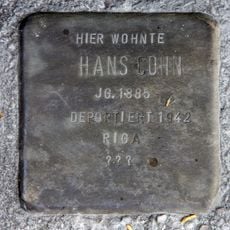 HIER WOHNTE
HANS COHN
JG. 1885
DEPORTIERT 1942
RIGA
???